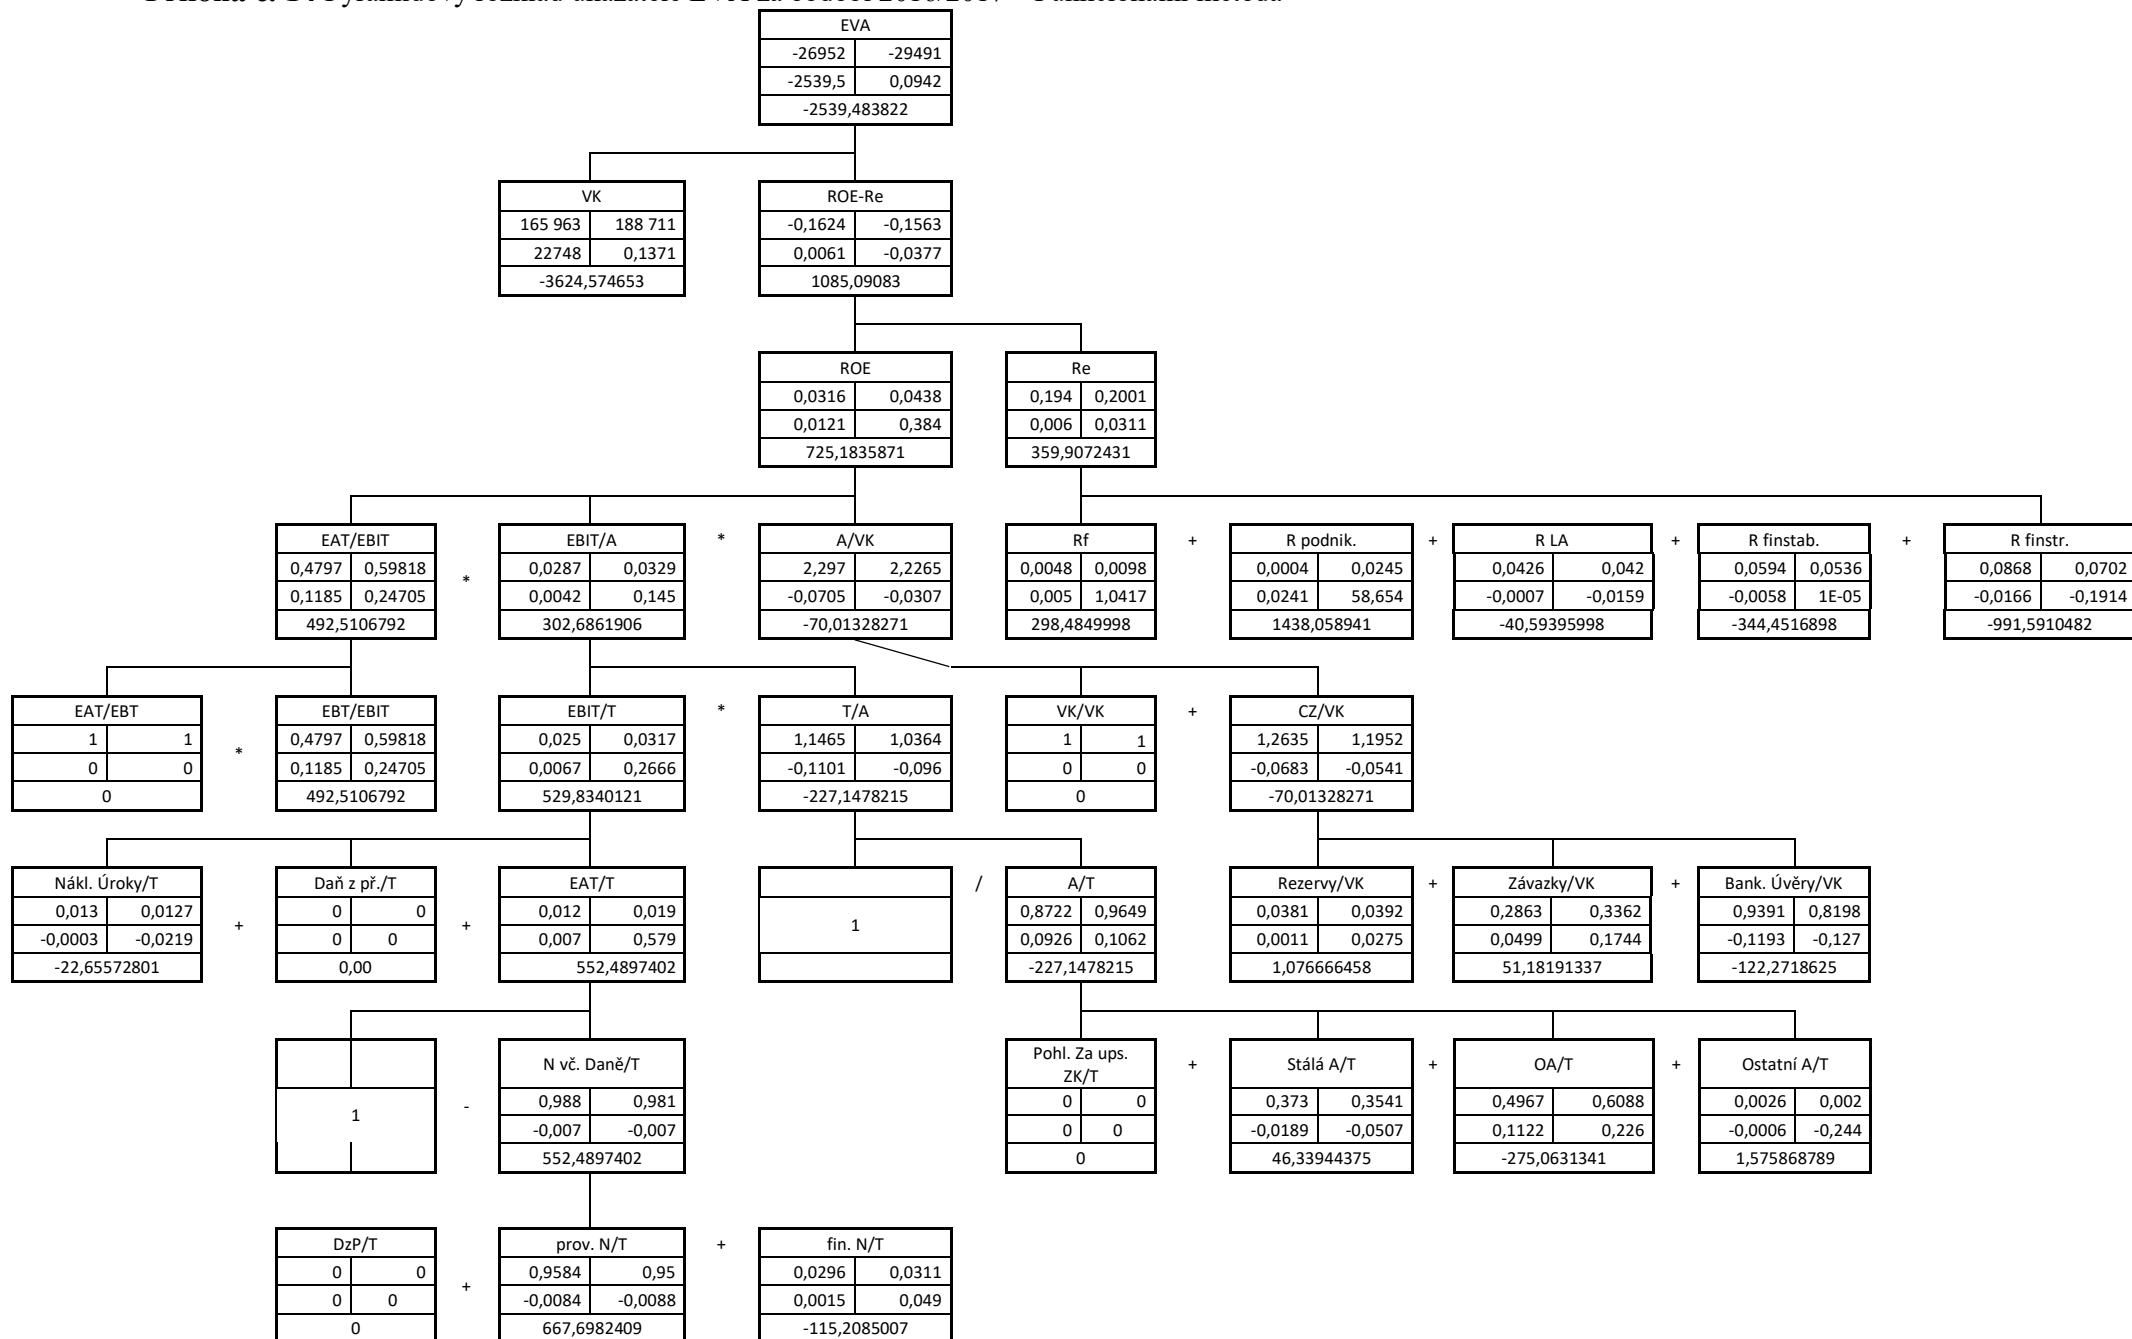 EVA
-26952 -29491
-2539,5 0,0942
-2539,483822
VK ROE-Re
165 963 188 711 -0,1624 -0,1563
22748 0,1371 0,0061 -0,0377
-3624,574653 1085,09083
ROE Re
0,0316 0,0438 0,194 0,2001
0,0121 0,384 0,006 0,0311
725,1835871 359,9072431
EAT/EBIT * EBIT/A * A/VK Rf + R podnik. + R LA + R finstab. + R finstr.
0,4797 0,59818 0,0287 0,0329 2,297 2,2265 0,0048 0,0098 0,0004 0,0245 0,0426 0,042 0,0594 0,0536 0,0868 0,0702
0,1185 0,24705 0,0042 0,145 -0,0705 -0,0307 0,005 1,0417 0,0241 58,654 -0,0007 -0,0159 -0,0058 1E-05 -0,0166 -0,1914
492,5106792 302,6861906 -70,01328271 298,4849998 1438,058941 -40,59395998 -344,4516898 -991,5910482
EAT/EBT * EBT/EBIT EBIT/T * T/A VK/VK + CZ/VK
1 1 0,4797 0,59818 0,025 0,0317 1,1465 1,0364 1 1 1,2635 1,1952
0 0 0,1185 0,24705 0,0067 0,2666 -0,1101 -0,096 0 0 -0,0683 -0,0541
0 492,5106792 529,8340121 -227,1478215 0 -70,01328271
Nákl. Úroky/T + Daň z př./T + EAT/T / A/T Rezervy/VK + Závazky/VK + Bank. Úvěry/VK
0,013 0,0127 0 0 0,012 0,019 1 0,8722 0,9649 0,0381 0,0392 0,2863 0,3362 0,9391 0,8198
-0,0003 -0,0219 0 0 0,007 0,579 0,0926 0,1062 0,0011 0,0275 0,0499 0,1744 -0,1193 -0,127
-22,65572801 0,00 552,4897402 -227,1478215 1,076666458 51,18191337 -122,2718625
N vč. Daně/T Pohl. Za ups.
ZK/T + Stálá A/T + OA/T + Ostatní A/T
1 - 0,988 0,981 0 0 0,373 0,3541 0,4967 0,6088 0,0026 0,002
-0,007 -0,007 0 0 -0,0189 -0,0507 0,1122 0,226 -0,0006 -0,244
552,4897402 0 46,33944375 -275,0631341 1,575868789
DzP/T + prov. N/T + fin. N/T
0 0 0,9584 0,95 0,0296 0,0311
0 0 -0,0084 -0,0088 0,0015 0,049
0 667,6982409 -115,2085007